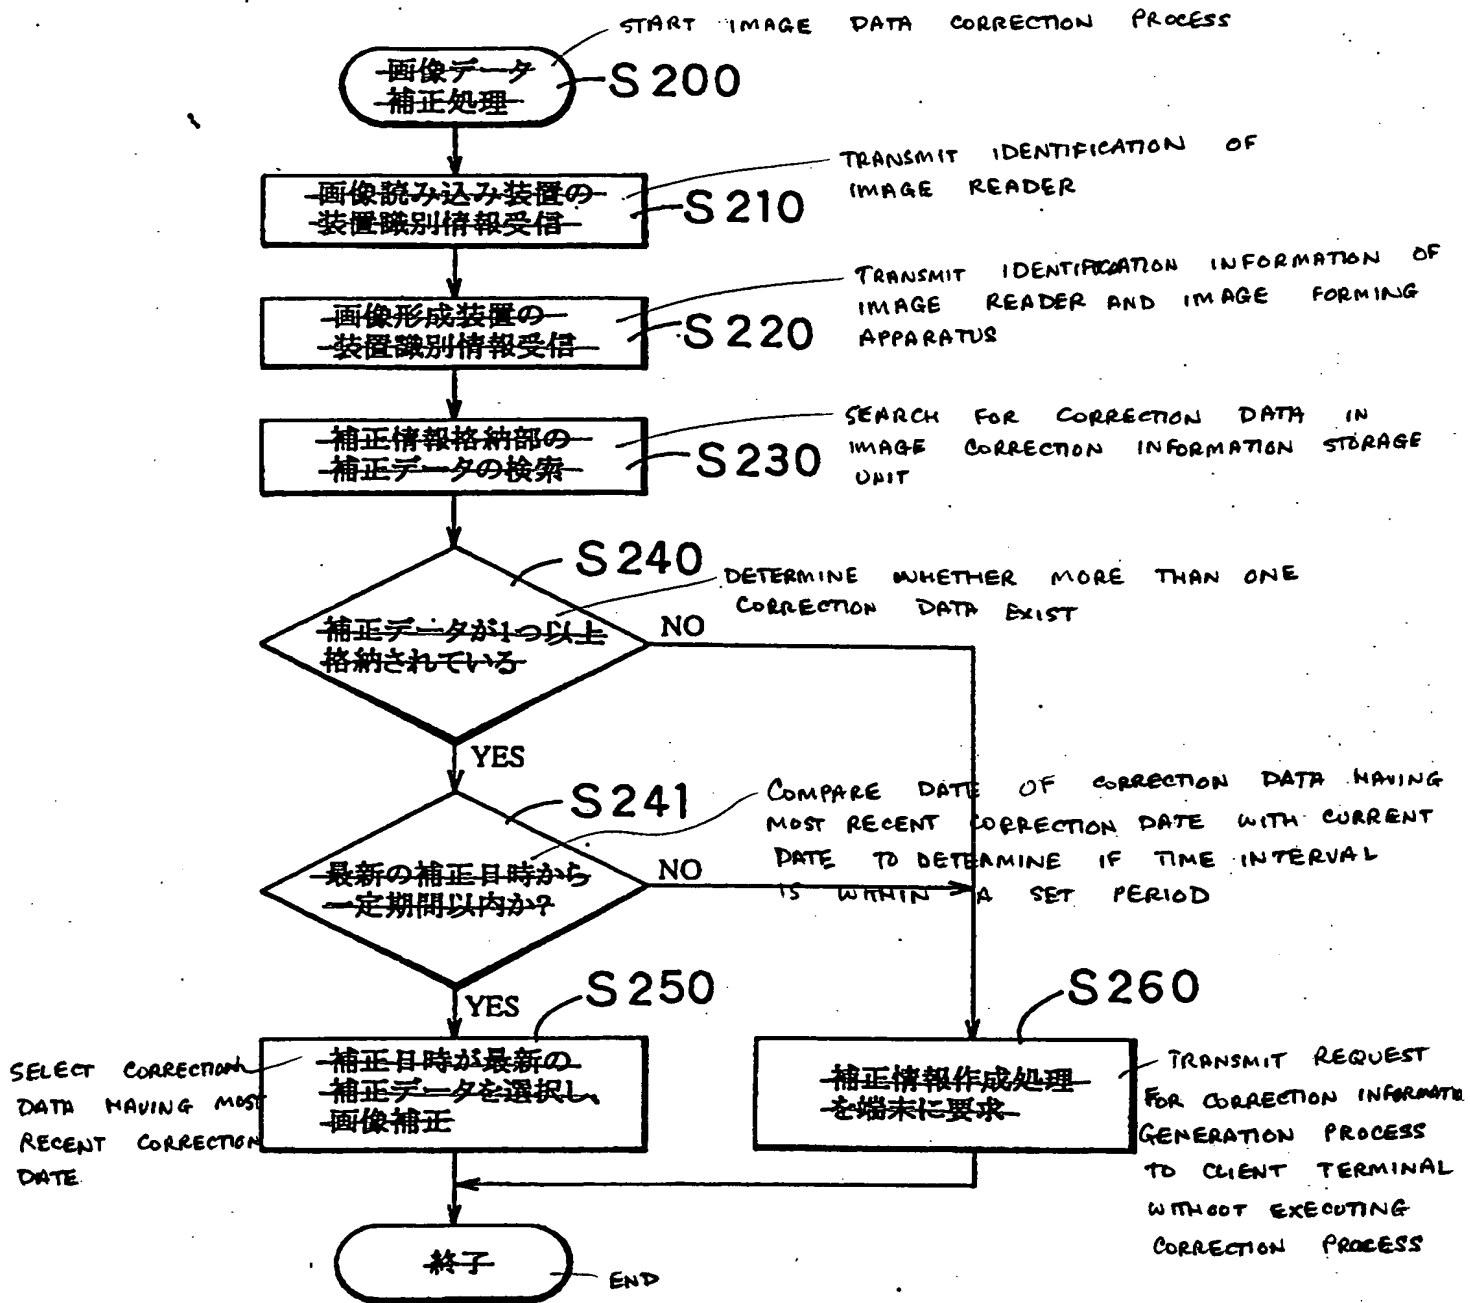 START IMAGE DATA CORRECTION PROCESS
画像データ
補正処理
S200
TRANSMIT IDENTIFICATION OF
IMAGE READER
画像読み込み装置の
装置識別情報受信
S210
TRANSMIT IDENTIFICATION INFORMATION OF
IMAGE READER AND IMAGE FORMING
APPARATUS
画像形成装置の
装置識別情報受信
S220
SEARCH FOR CORRECTION DATA IN
IMAGE CORRECTION INFORMATION STORAGE
UNIT
補正情報格納部の
補正データの検索
S230
S240
DETERMINE WHETHER MORE THAN ONE
CORRECTION DATA EXIST
補正データが1つ以上
格納されている
NO
YES
S241
COMPARE DATE OF CORRECTION DATA HAVING
MOST RECENT CORRECTION DATE WITH CURRENT
DATE TO DETERMINE IF TIME INTERVAL
IS WITHIN A SET PERIOD
最新の補正日時から
一定期間以内か?
NO
YES
S250
S260
SELECT CORRECTION
DATA HAVING MOST
RECENT CORRECTION
DATE
補正日時が最新の
補正データを選択し、
画像補正
補正情報作成処理
を端末に要求
TRANSMIT REQUEST
FOR CORRECTION INFORMATIO
GENERATION PROCESS
TO CLIENT TERMINAL
WITHOUT EXECUTING
CORRECTION PROCESS
終了
END